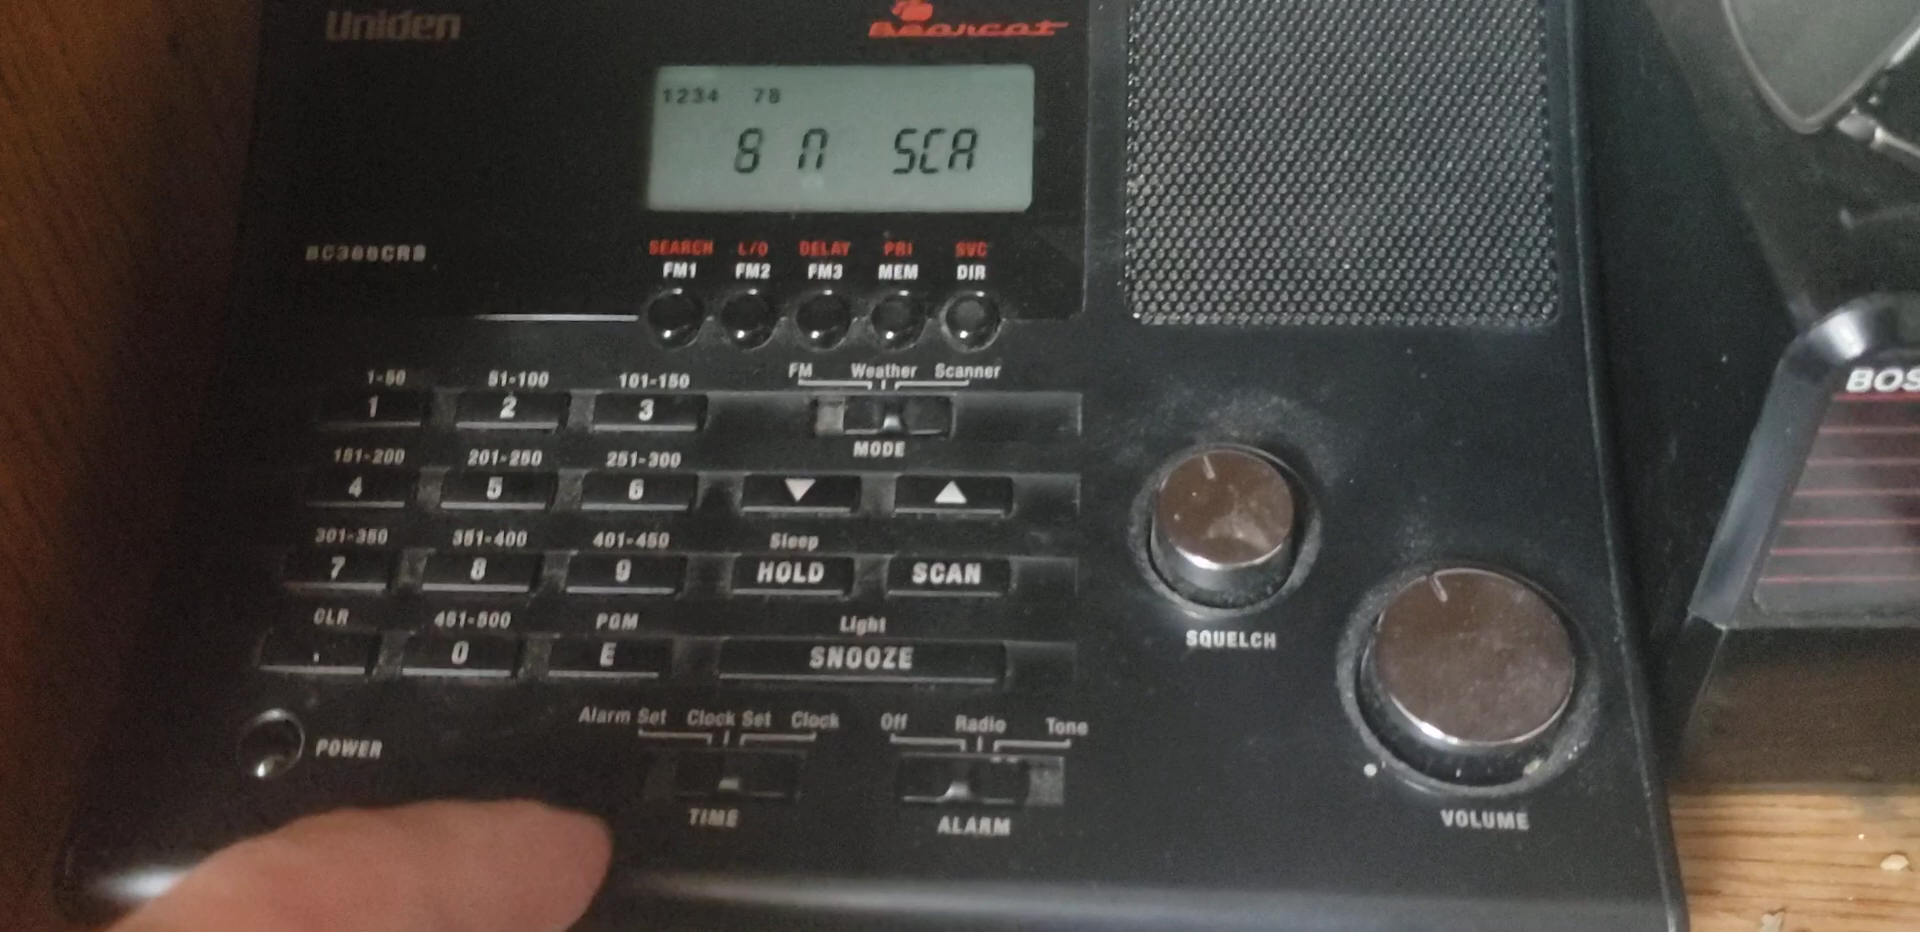 Uniden
Bearcat
1234 78
8 N SCA
BC366CRS
SEARCH L/O DELAY PRI SVC
FM1 FM2 FM3 MEM DIR
FM Weather Scanner
1-50 51-100 101-150
1 2 3
MODE
151-200 201-250 251-300
4 5 6
301-350 351-400 401-450 Sleep
7 8 9 HOLD SCAN
CLR 451-500 PGM Light
. 0 E SNOOZE
SQUELCH
POWER
Alarm Set Clock Set Clock Off Radio Tone
TIME ALARM
VOLUME
BOS